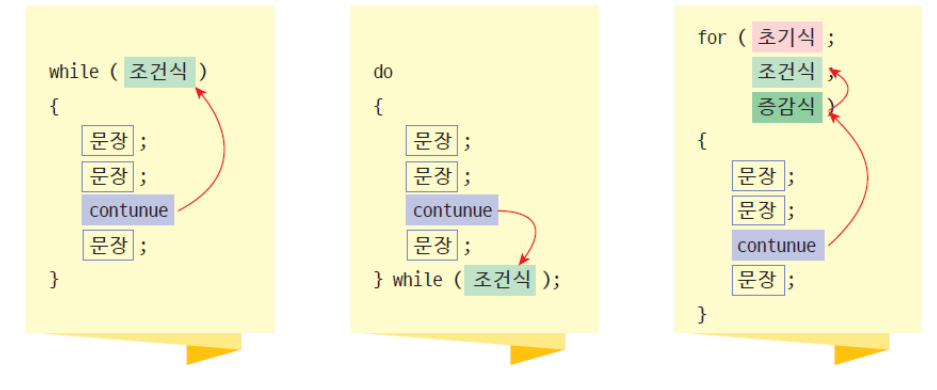 while ( 조건식 )
{
문장 ;
문장 ;
contunue
문장 ;
}
do
{
문장 ;
문장 ;
contunue
문장 ;
} while ( 조건식 );
for ( 초기식 ;
조건식 ;
증감식 )
{
문장 ;
문장 ;
contunue
문장 ;
}